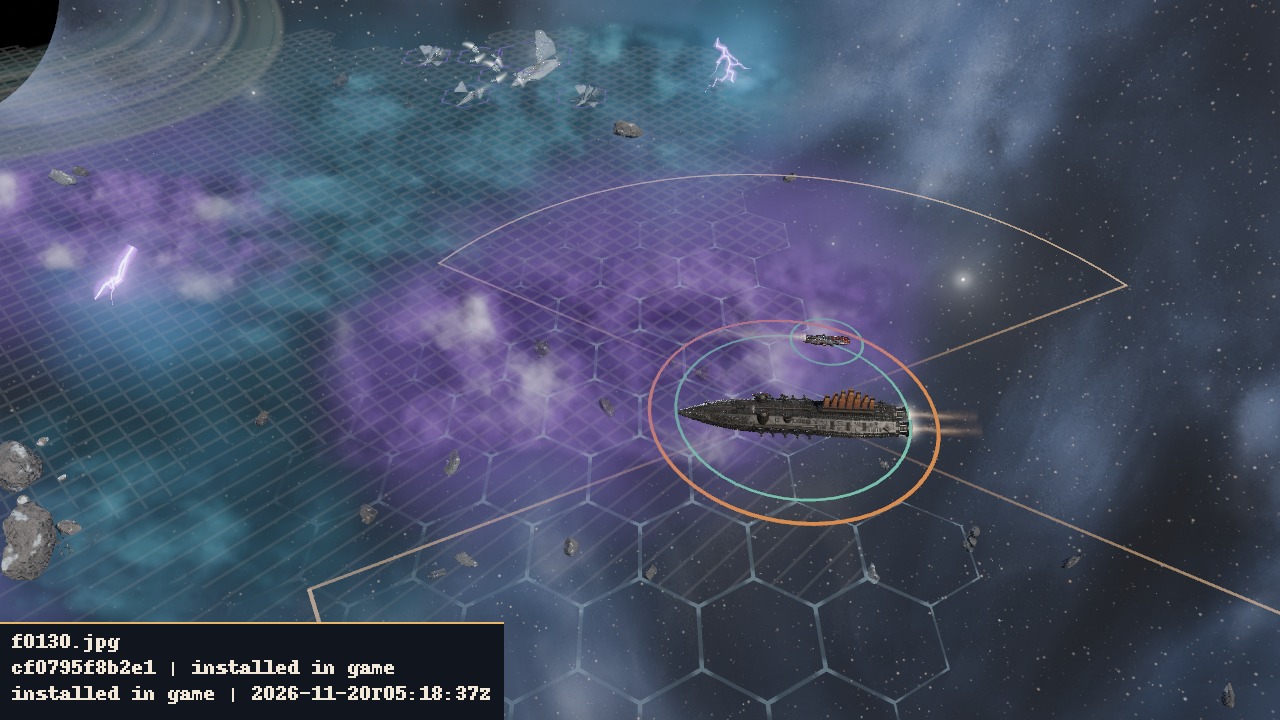 f0130.jpg
cf0795f8b2e1 | installed in game
installed in game | 2026-11-20T05:18:37Z